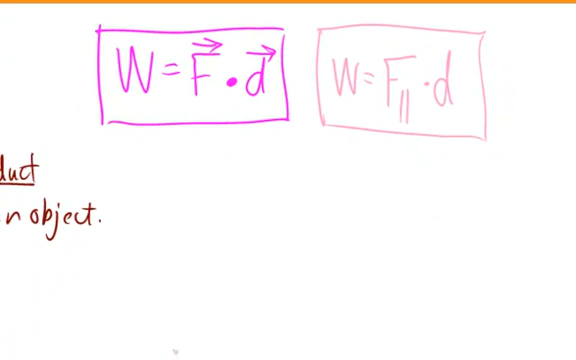 W = F⃗ • d⃗
W = F∥ · d
duct
n object.